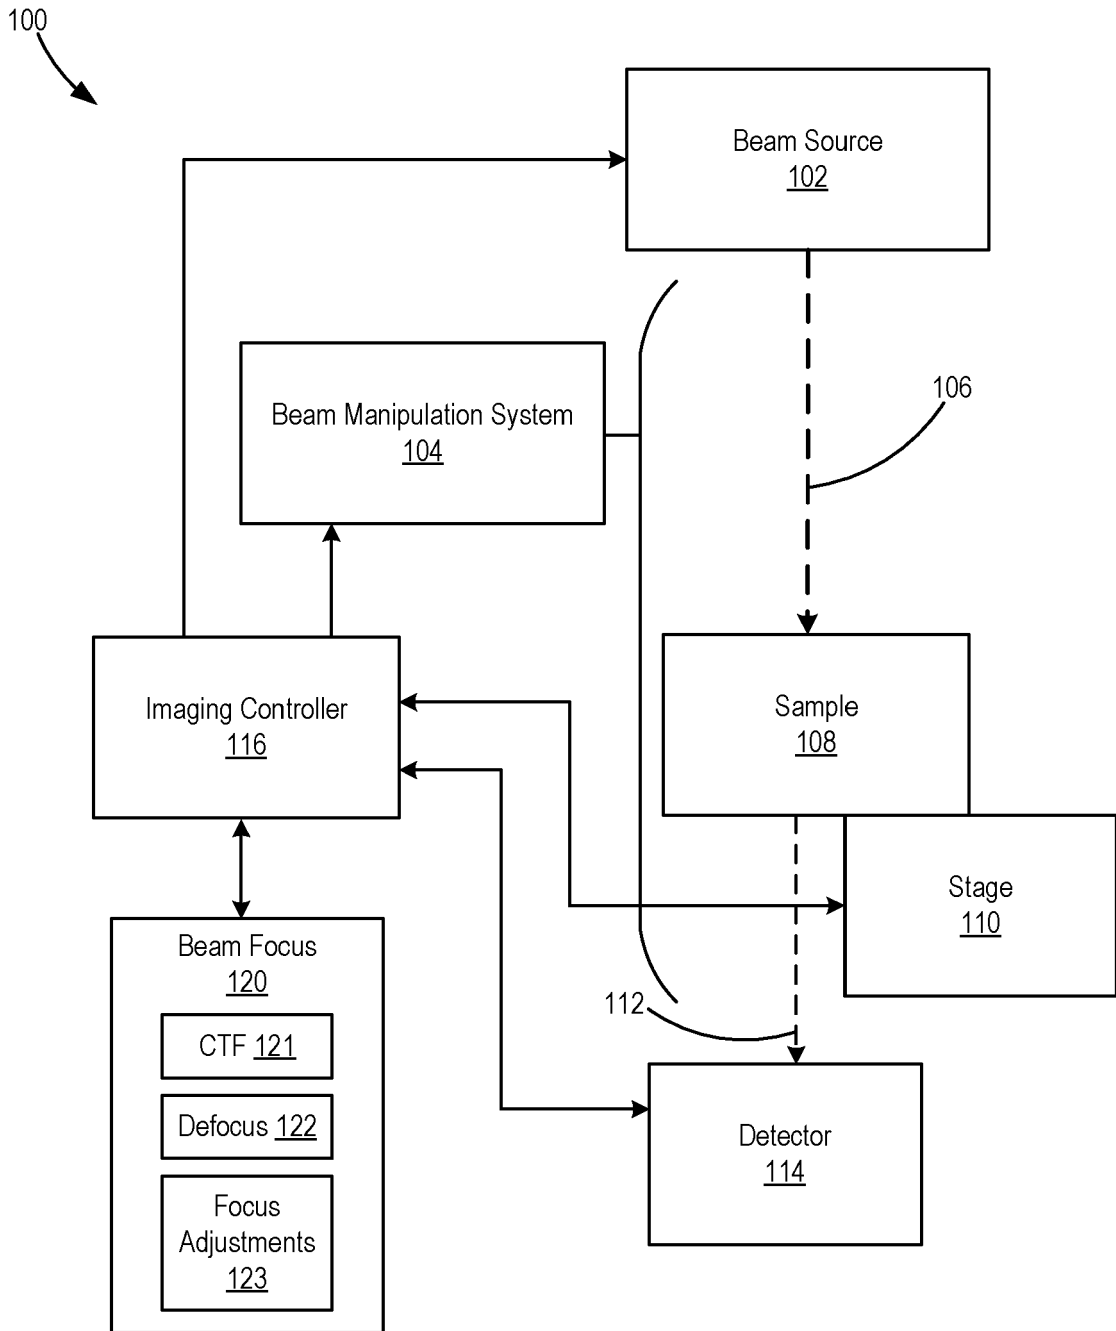 100
Beam Source
102
Beam Manipulation System
104
106
Imaging Controller
116
Sample
108
Stage
110
Beam Focus
120
CTF 121
Defocus 122
Focus
Adjustments
123
112
Detector
114